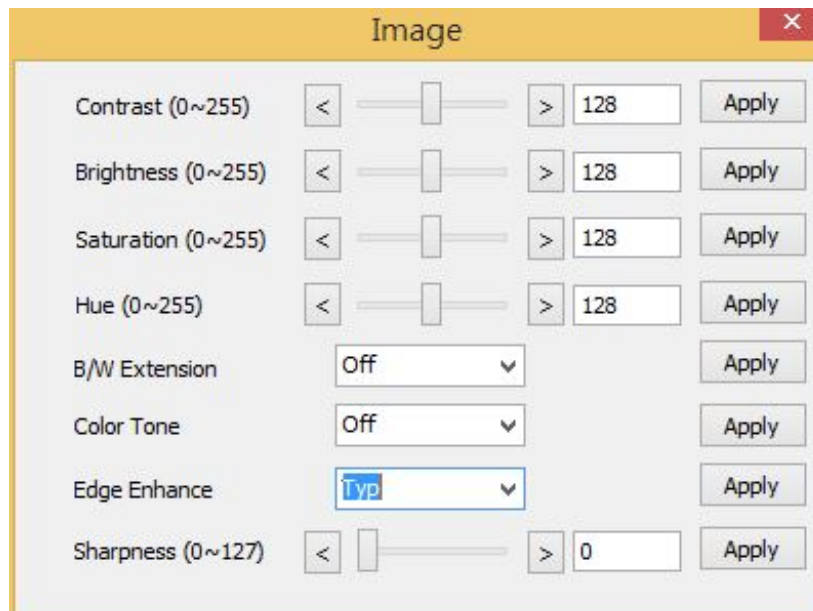 Image
Contrast (0~255) < > 128 Apply
Brightness (0~255) < > 128 Apply
Saturation (0~255) < > 128 Apply
Hue (0~255) < > 128 Apply
B/W Extension Off Apply
Color Tone Off Apply
Edge Enhance Typ Apply
Sharpness (0~127) < > 0 Apply